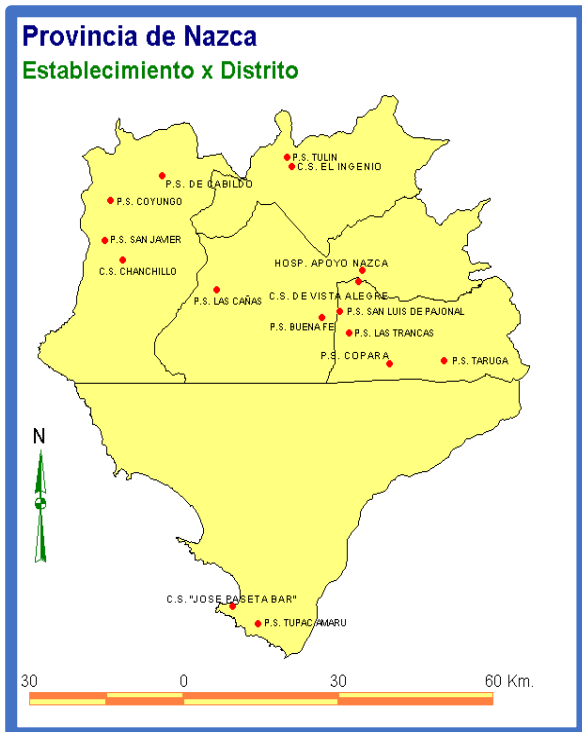 Provincia de Nazca
Establecimiento x Distrito
P.S. TULIN
C.S. EL INGENIO
P.S. DE CABILDO
P.S. COYUNGO
P.S. SAN JAVIER
C.S. CHANCHILLO
HOSP. APOYO NAZCA
P.S. LAS CAÑAS
C.S. DE VISTA ALEGRE
P.S. SAN LUIS DE PAJONAL
P.S. BUENA FE
P.S. LAS TRANCAS
P.S. COPARA
P.S. TARUGA
N
C.S. "JOSE PASETA BAR"
P.S. TUPAC AMARU
30 0 30 60 Km.